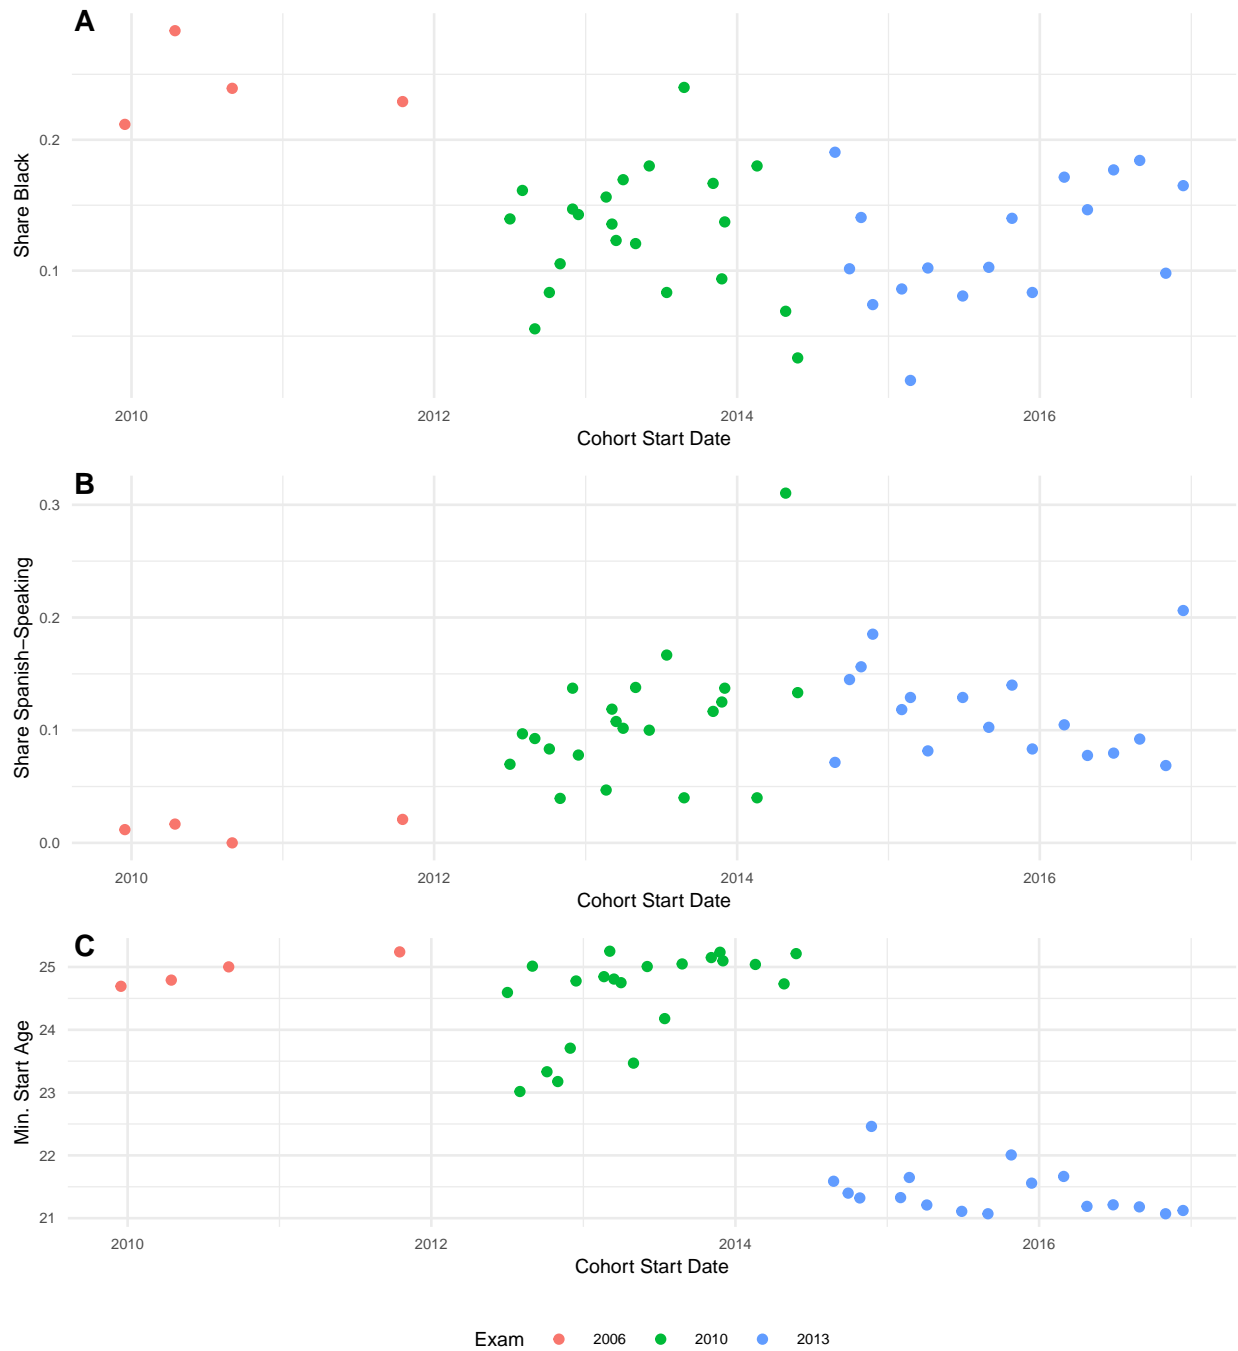 A
Share Black
0.2
0.1
2010 2012 2014 2016
Cohort Start Date
B
Share Spanish−Speaking
0.3
0.2
0.1
0.0
2010 2012 2014 2016
Cohort Start Date
C
Min. Start Age
25
24
23
22
21
2010 2012 2014 2016
Cohort Start Date
Exam 2006 2010 2013